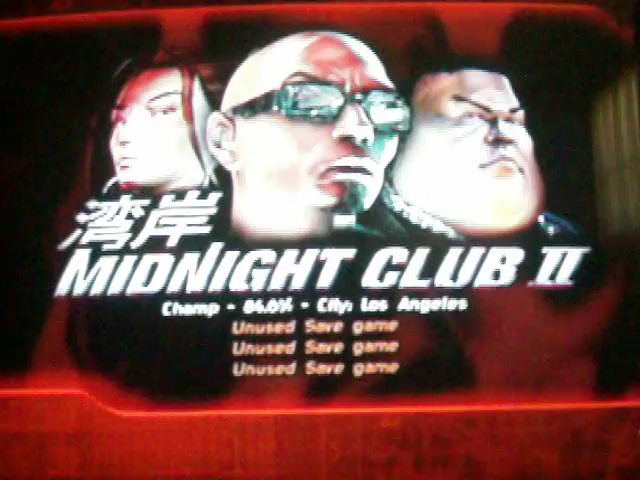 湾岸
MIDNIGHT CLUB II
Champ - 84.0% - City: Los Angeles
Unused Save game
Unused Save game
Unused Save game